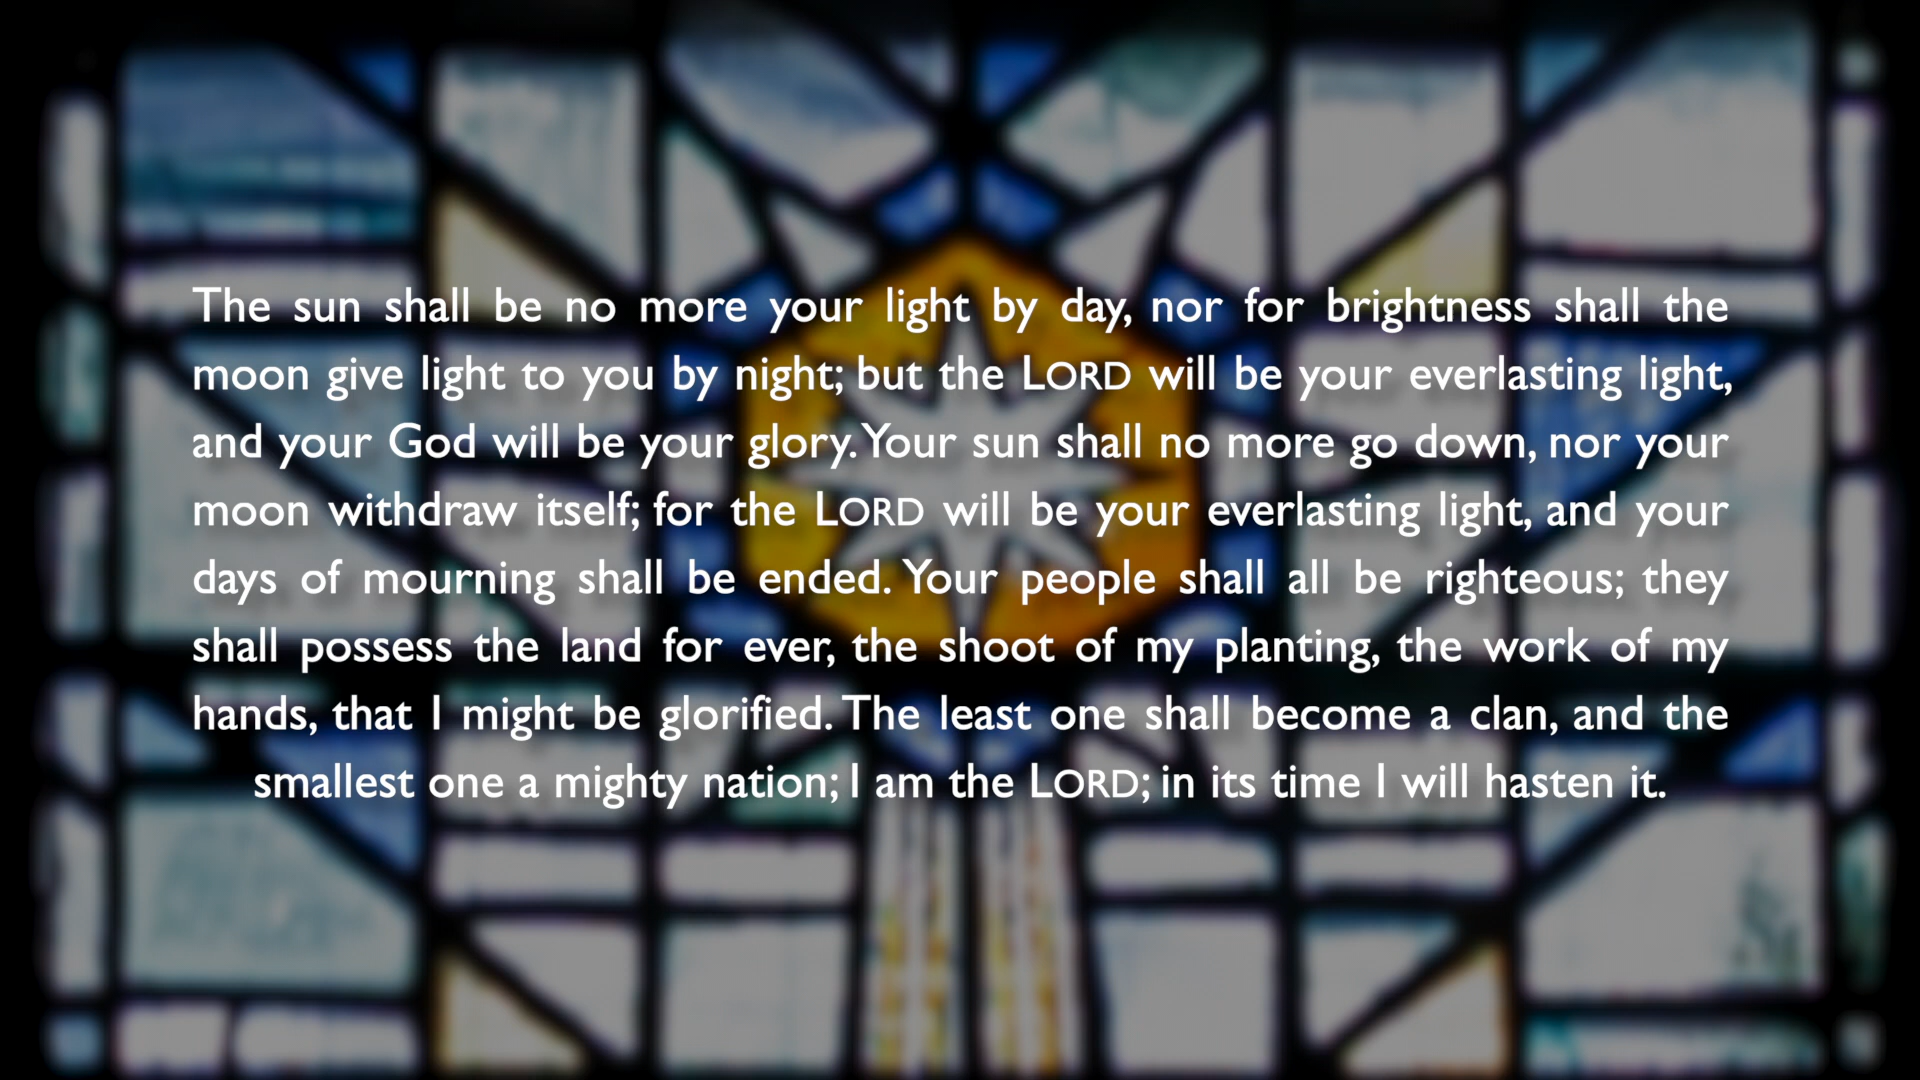 The sun shall be no more your light by day, nor for brightness shall the
moon give light to you by night; but the LORD will be your everlasting light,
and your God will be your glory. Your sun shall no more go down, nor your
moon withdraw itself; for the LORD will be your everlasting light, and your
days of mourning shall be ended. Your people shall all be righteous; they
shall possess the land for ever, the shoot of my planting, the work of my
hands, that I might be glorified. The least one shall become a clan, and the
smallest one a mighty nation; I am the LORD; in its time I will hasten it.